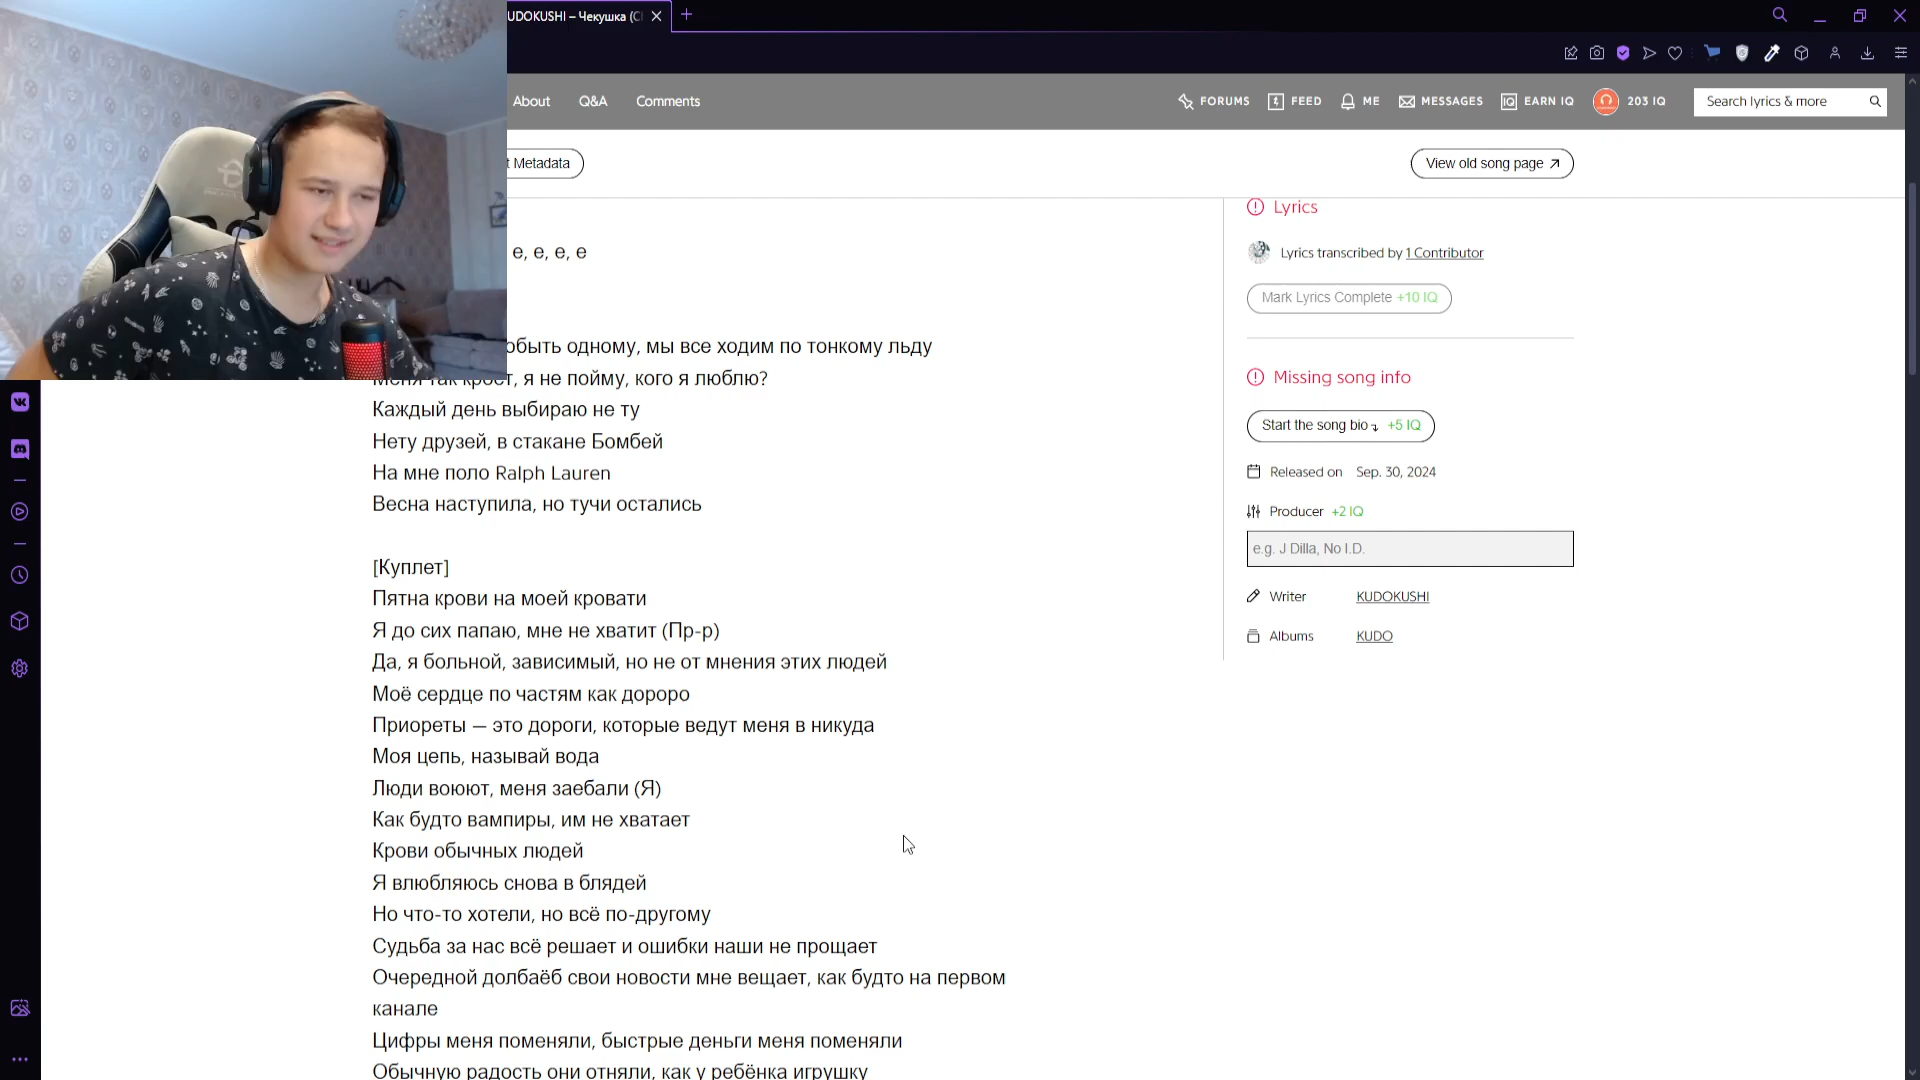 UDOKUSHI – Чекушка (
About Q&A Comments
FORUMS FEED ME MESSAGES IQ EARN IQ 203 IQ
Search lyrics & more
t Metadata
View old song page
е, е, е, е
обыть одному, мы все ходим по тонкому льду
Меня так кроет, я не пойму, кого я люблю?
Каждый день выбираю не ту
Нету друзей, в стакане Бомбей
На мне поло Ralph Lauren
Весна наступила, но тучи остались
[Куплет]
Пятна крови на моей кровати
Я до сих папаю, мне не хватит (Пр-р)
Да, я больной, зависимый, но не от мнения этих людей
Моё сердце по частям как дороро
Приореты — это дороги, которые ведут меня в никуда
Моя цепь, называй вода
Люди воюют, меня заебали (Я)
Как будто вампиры, им не хватает
Крови обычных людей
Я влюбляюсь снова в блядей
Но что-то хотели, но всё по-другому
Судьба за нас всё решает и ошибки наши не прощает
Очередной долбаёб свои новости мне вещает, как будто на первом
канале
Цифры меня поменяли, быстрые деньги меня поменяли
Обычную радость они отняли, как у ребёнка игрушку
Lyrics
Lyrics transcribed by 1 Contributor
Mark Lyrics Complete +10 IQ
Missing song info
Start the song bio +5 IQ
Released on Sep. 30, 2024
Producer +2 IQ
e.g. J Dilla, No I.D.
Writer KUDOKUSHI
Albums KUDO